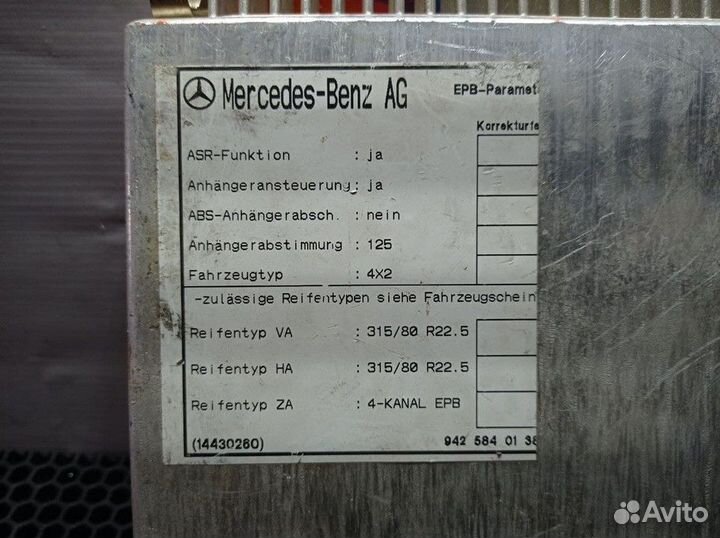 Mercedes-Benz AG EPB-Paramet
Korrekturfe
ASR-Funktion : ja
Anhängeransteuerung: ja
ABS-Anhängerabsch. : nein
Anhängerabstimmung : 125
Fahrzeugtyp : 4X2
-zulässige Reifentypen siehe Fahrzeugschein
Reifentyp VA : 315/80 R22.5
Reifentyp HA : 315/80 R22.5
Reifentyp ZA : 4-KANAL EPB
(14430260) 942 584 01 38
Avito